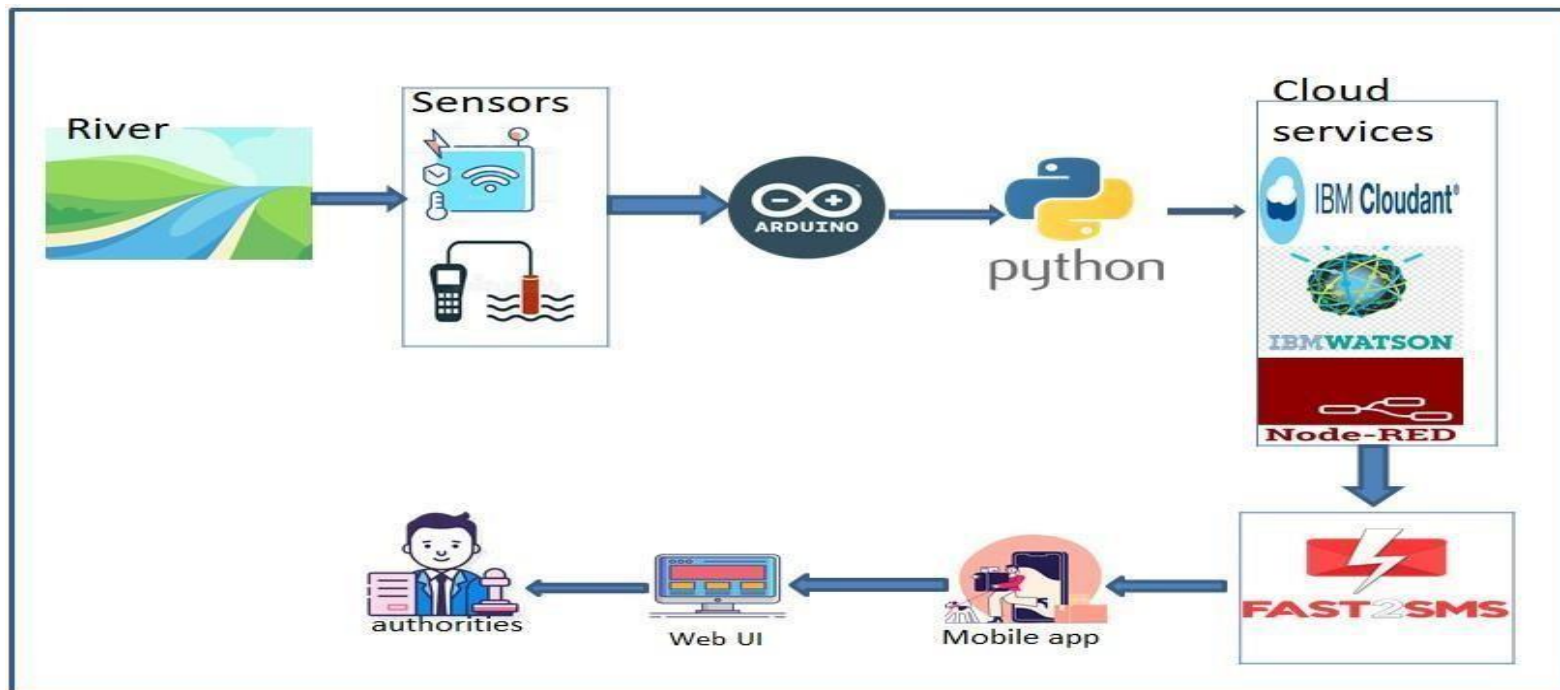 River
Sensors
ARDUINO
python
Cloud
services
IBM Cloudant®
IBMWATSON
Node-RED
FAST2SMS
Mobile app
Web UI
authorities